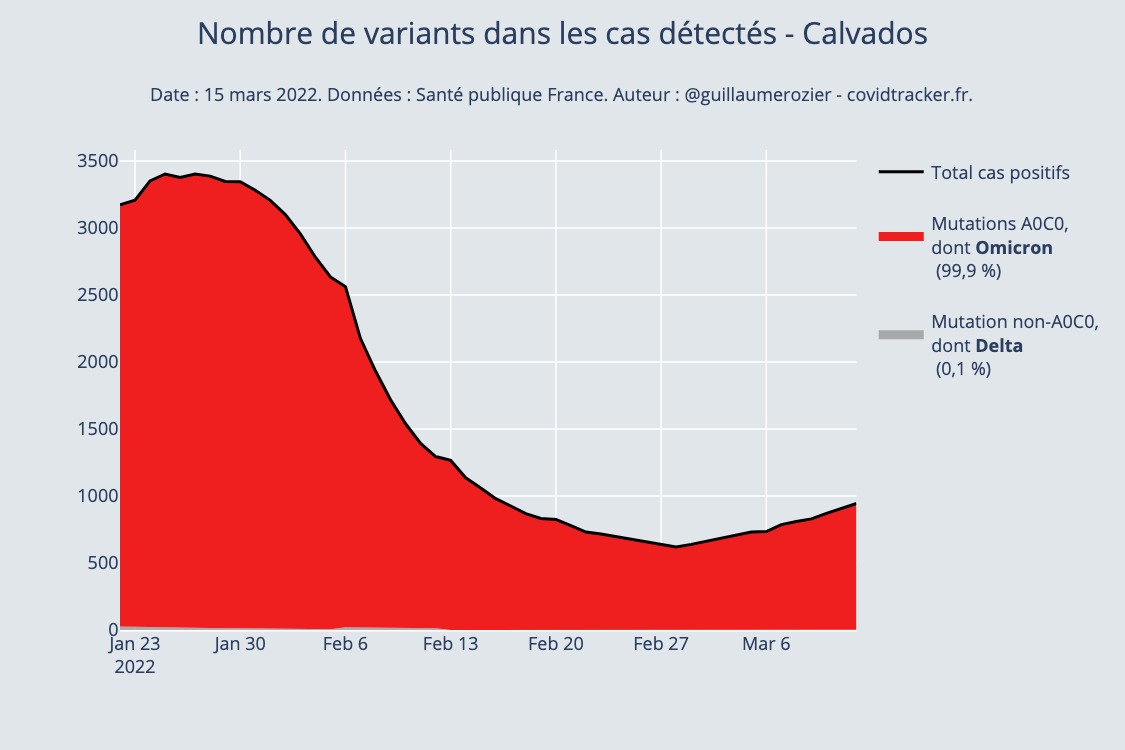 Nombre de variants dans les cas détectés - Calvados
Date : 15 mars 2022. Données : Santé publique France. Auteur : @guillaumerozier - covidtracker.fr.
3500
3000
2500
2000
1500
1000
500
0
Jan 23
2022
Jan 30
Feb 6
Feb 13
Feb 20
Feb 27
Mar 6
Total cas positifs
Mutations A0C0,
dont Omicron
(99,9 %)
Mutation non-A0C0,
dont Delta
(0,1 %)